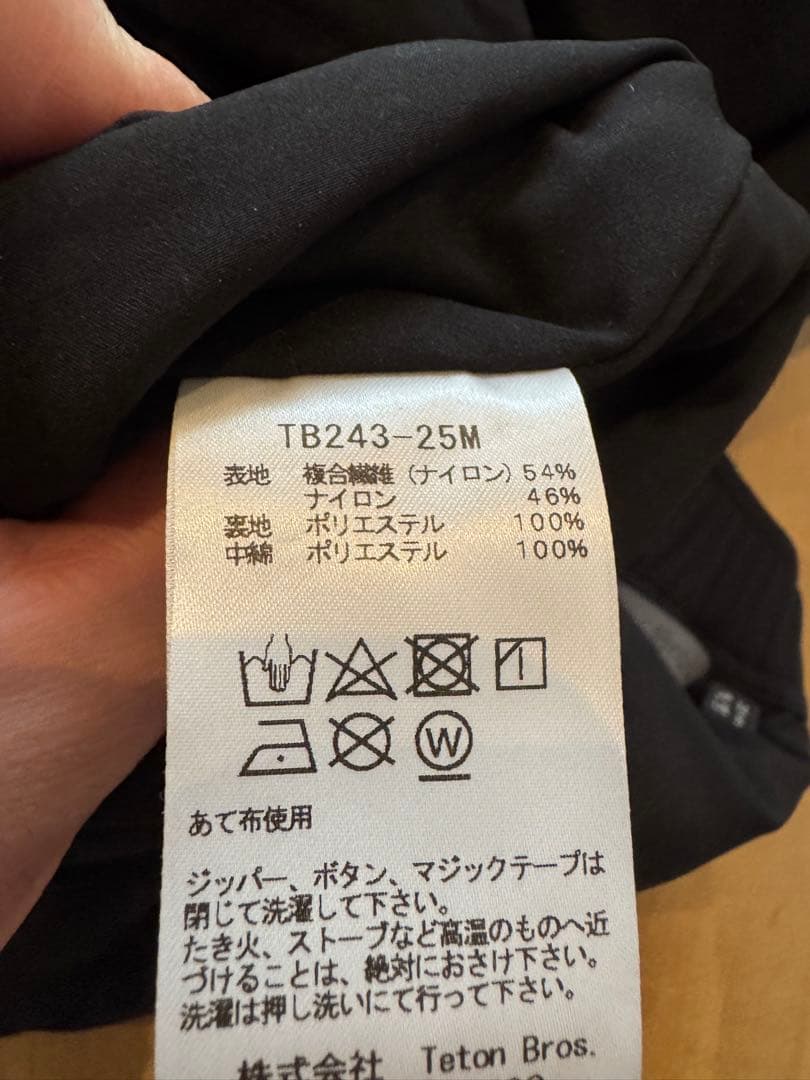 TB243-25M
表地 複合繊維(ナイロン) 54%
ナイロン 46%
裏地 ポリエステル 100%
中綿 ポリエステル 100%
W
あて布使用
ジッパー、ボタン、マジックテープは
閉じて洗濯して下さい。
たき火、ストーブなど高温のものへ近
づけることは、絶対におさけ下さい。
洗濯は押し洗いにて行って下さい。
株式会社 Teton Bros.